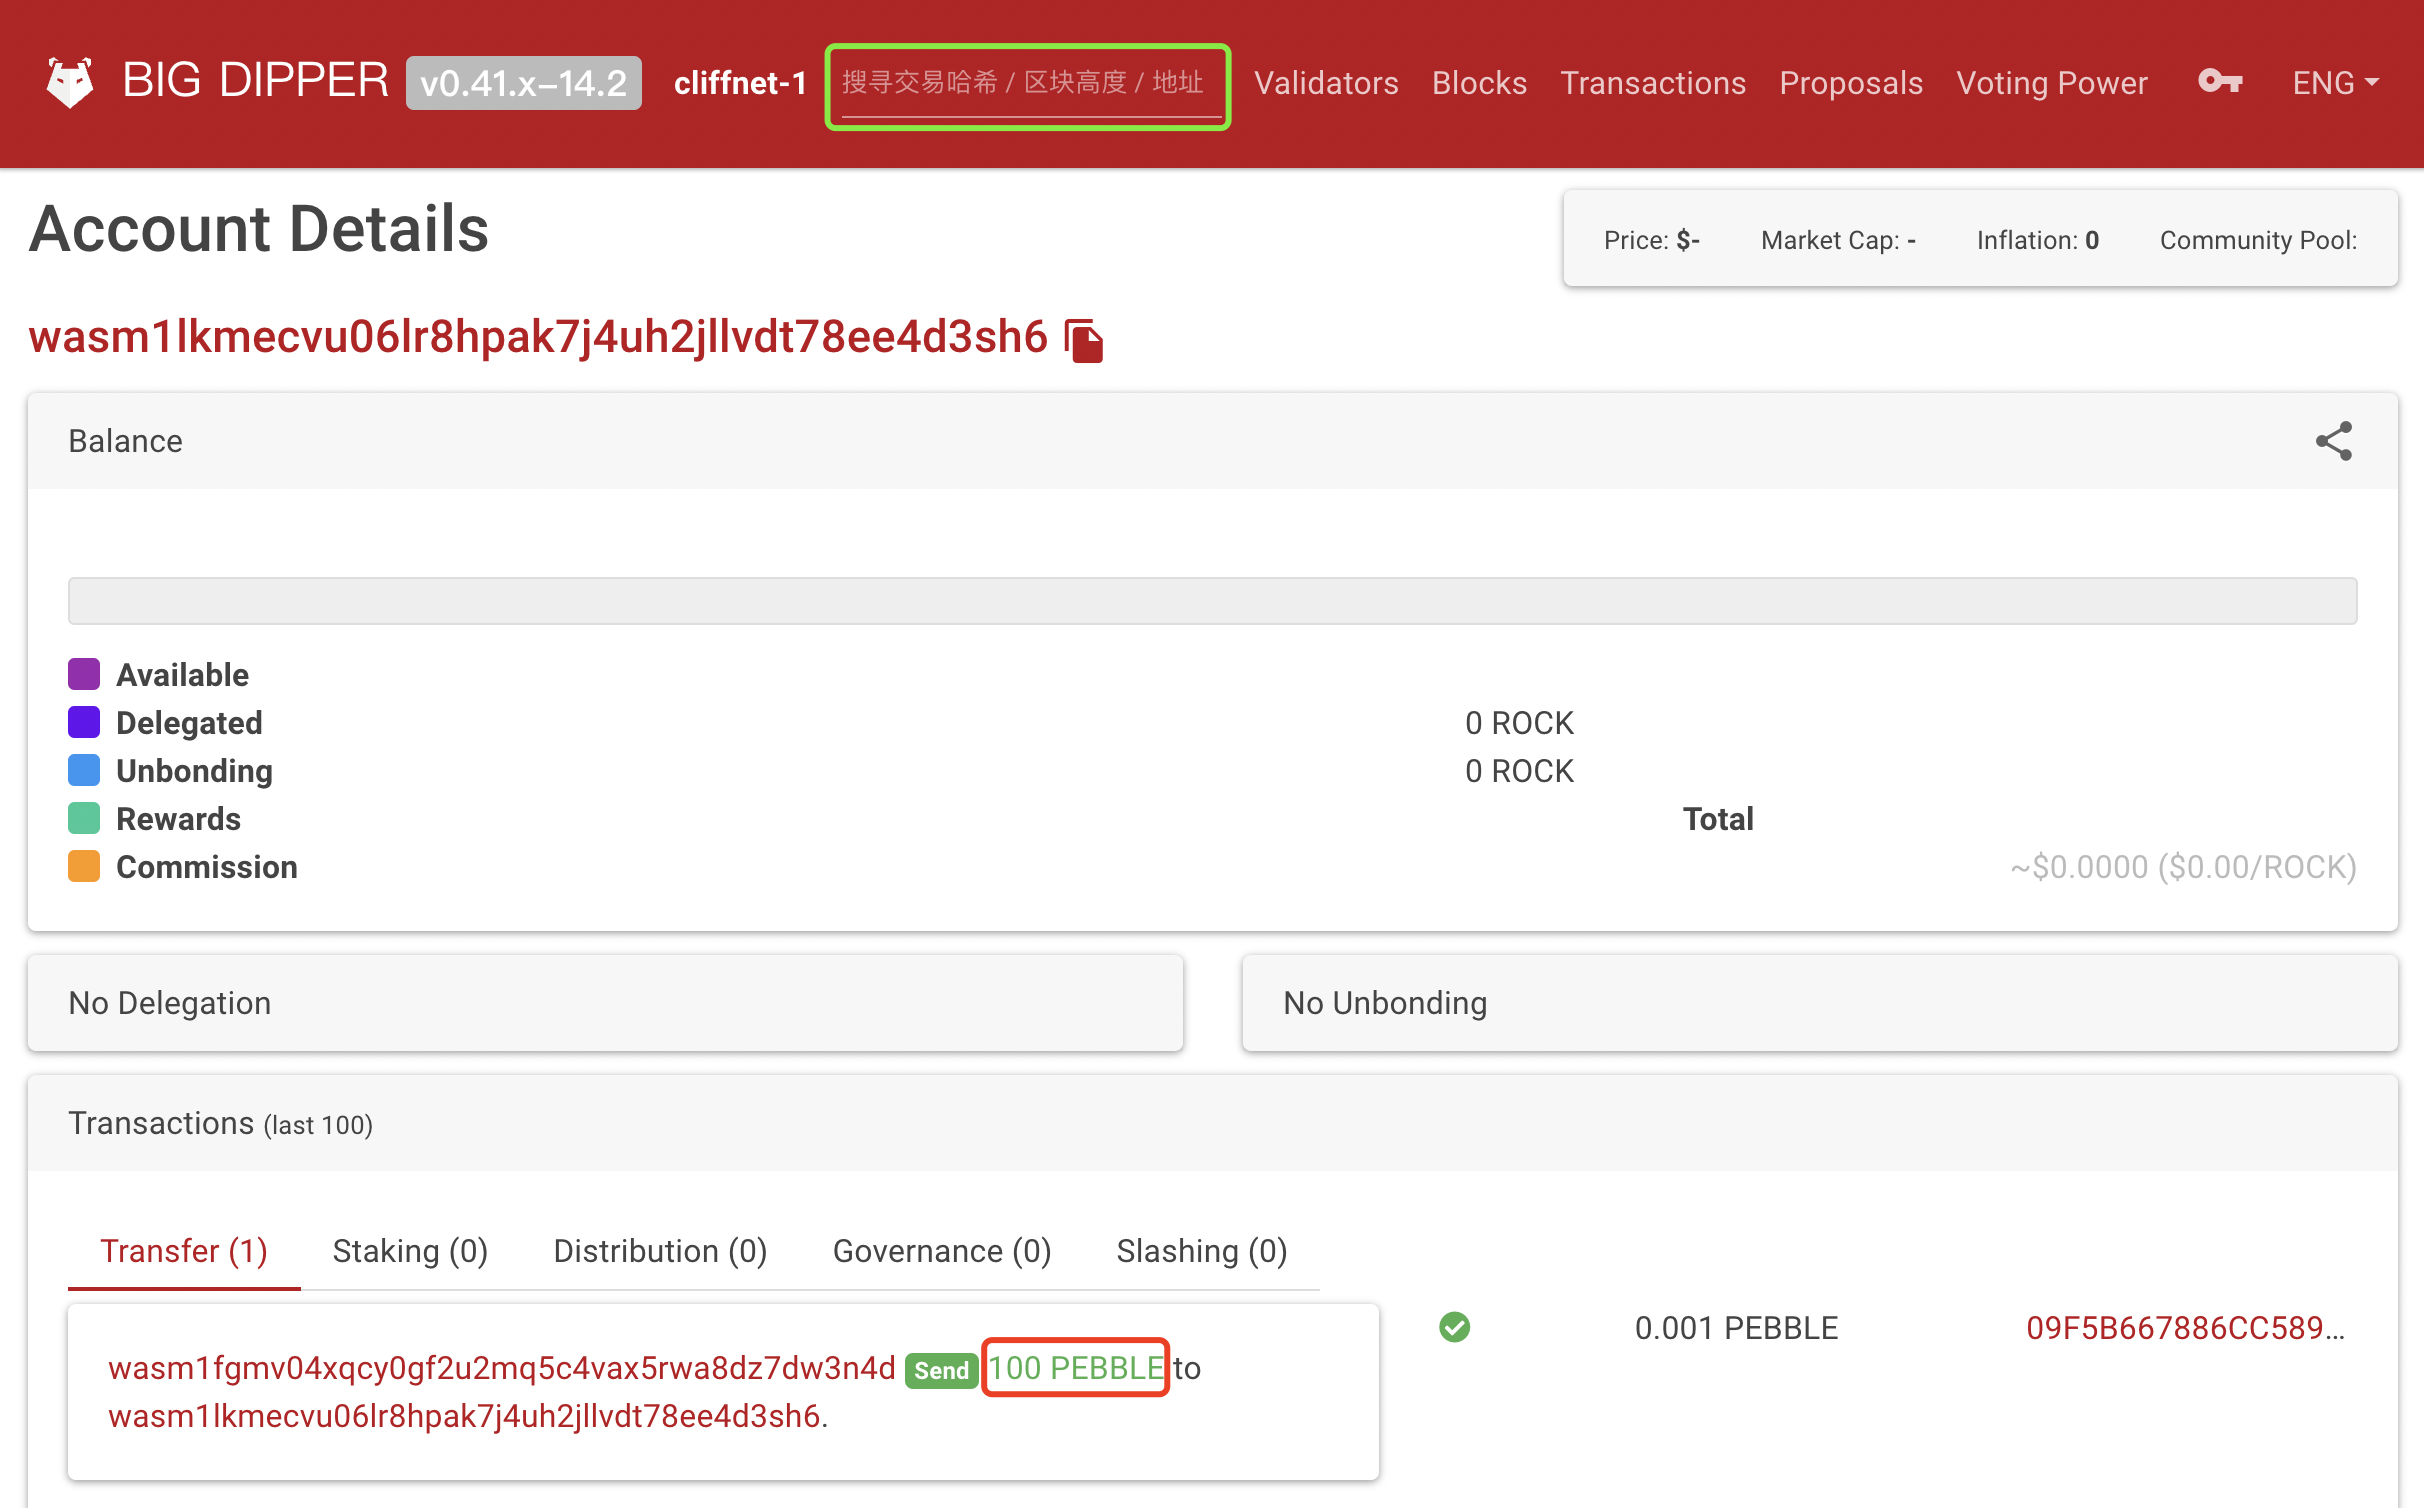 BIG DIPPER v0.41.x-14.2 cliffnet-1 搜寻交易哈希 / 区块高度 / 地址 Validators Blocks Transactions Proposals Voting Power ENG
Account Details
Price: $- Market Cap: - Inflation: 0 Community Pool:
wasm1lkmecvu06lr8hpak7j4uh2jllvdt78ee4d3sh6
Balance
Available
Delegated 0 ROCK
Unbonding 0 ROCK
Rewards Total
Commission ~$0.0000 ($0.00/ROCK)
No Delegation No Unbonding
Transactions (last 100)
Transfer (1) Staking (0) Distribution (0) Governance (0) Slashing (0)
wasm1fgmv04xqcy0gf2u2mq5c4vax5rwa8dz7dw3n4d Send 100 PEBBLE to
wasm1lkmecvu06lr8hpak7j4uh2jllvdt78ee4d3sh6.
0.001 PEBBLE 09F5B667886CC589...